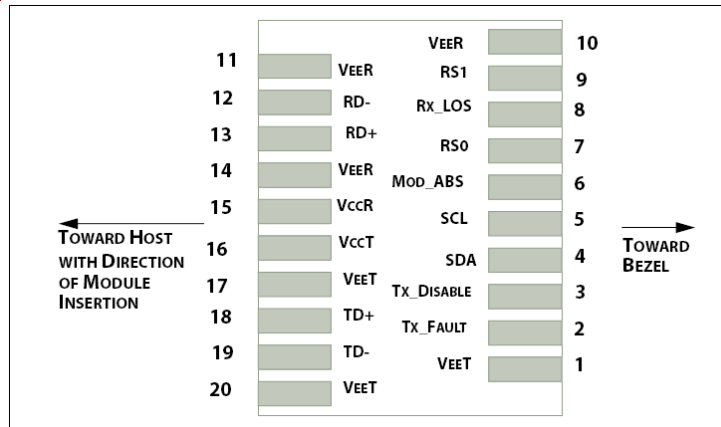 11 VEER
12 RD-
13 RD+
14 VEER
15 VCCR
16 VCCT
17 VEET
18 TD+
19 TD-
20 VEET
VEER 10
RS1 9
RX_LOS 8
RS0 7
MOD_ABS 6
SCL 5
SDA 4
TX_DISABLE 3
TX_FAULT 2
VEET 1
TOWARD HOST
WITH DIRECTION
OF MODULE
INSERTION
TOWARD
BEZEL